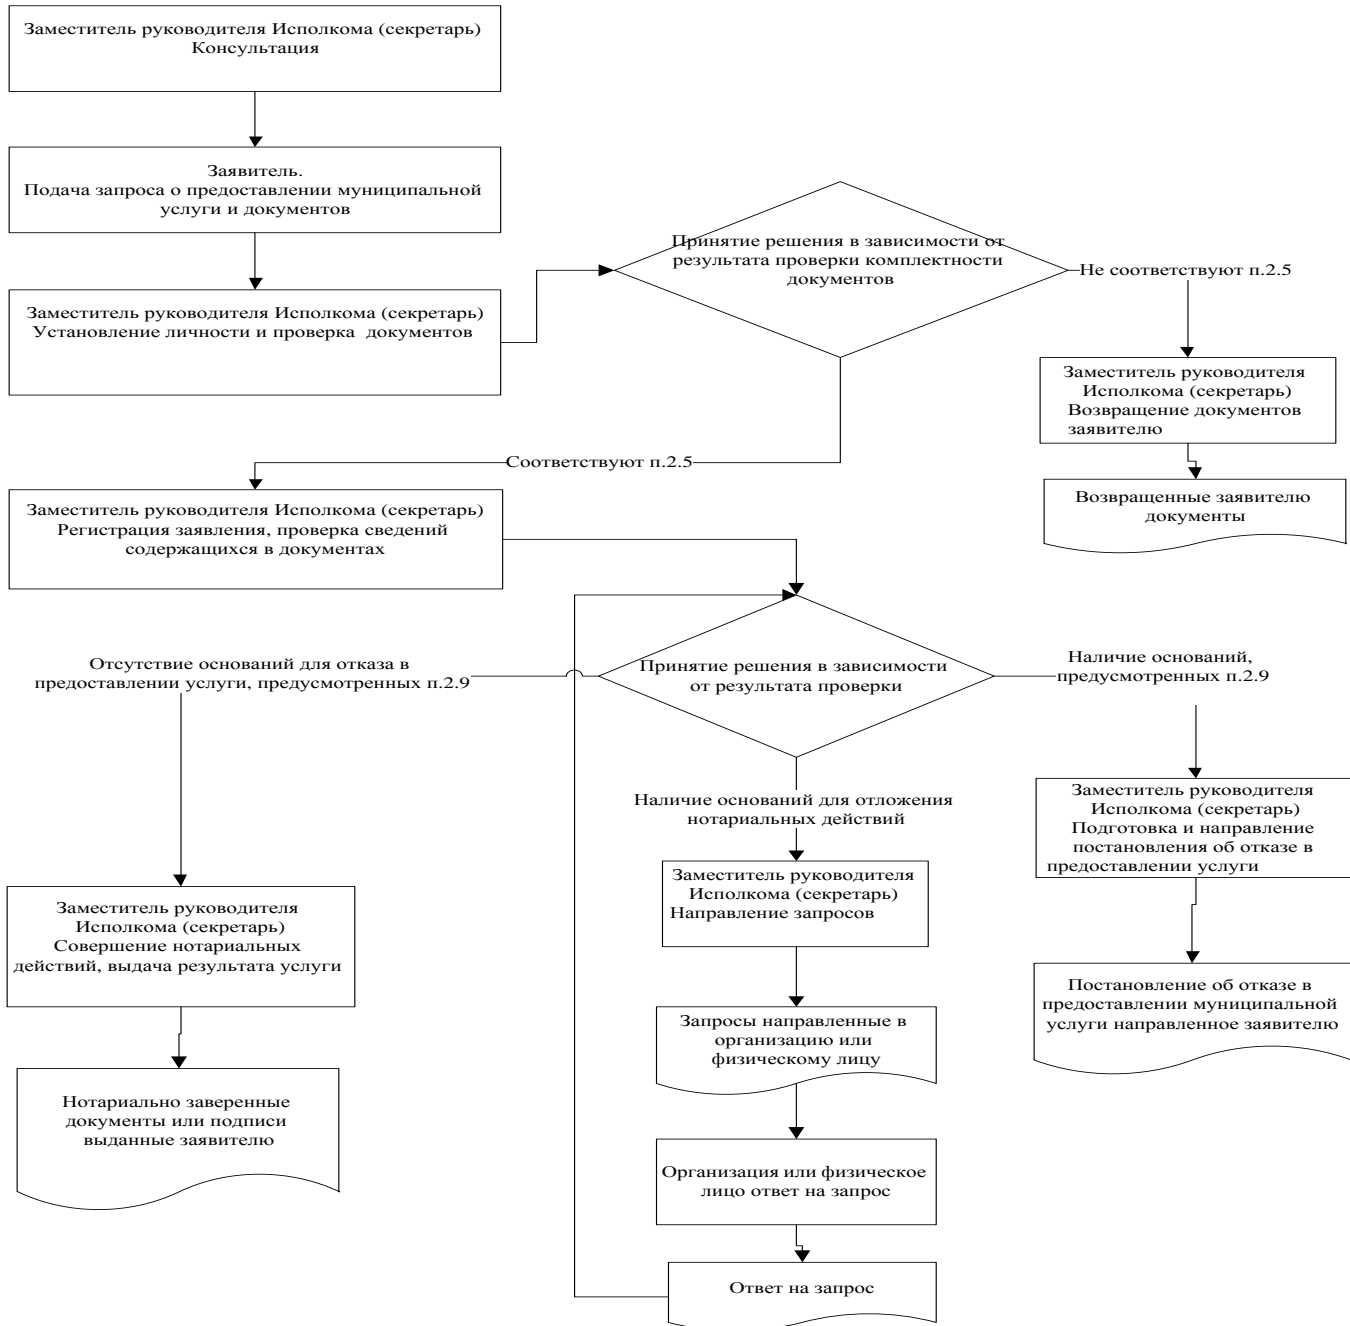 Заместитель руководителя Исполкома (секретарь)
Консультация
Заявитель.
Подача запроса о предоставлении муниципальной
услуги и документов
Заместитель руководителя Исполкома (секретарь)
Установление личности и проверка документов
Принятие решения в зависимости от
результата проверки комплектности
документов
Не соответствуют п.2.5
Заместитель руководителя
Исполкома (секретарь)
Возвращение документов
заявителю
Возвращенные заявителю
документы
Соответствуют п.2.5
Заместитель руководителя Исполкома (секретарь)
Регистрация заявления, проверка сведений
содержащихся в документах
Принятие решения в зависимости
от результата проверки
Отсутствие оснований для отказа в
предоставлении услуги, предусмотренных п.2.9
Наличие оснований,
предусмотренных п.2.9
Наличие оснований для отложения
нотариальных действий
Заместитель руководителя
Исполкома (секретарь)
Подготовка и направление
постановления об отказе в
предоставлении услуги
Заместитель руководителя
Исполкома (секретарь)
Направление запросов
Заместитель руководителя
Исполкома (секретарь)
Совершение нотариальных
действий, выдача результата услуги
Постановление об отказе в
предоставлении муниципальной
услуги направленное заявителю
Запросы направленные в
организацию или
физическому лицу
Нотариально заверенные
документы или подписи
выданные заявителю
Организация или физическое
лицо ответ на запрос
Ответ на запрос